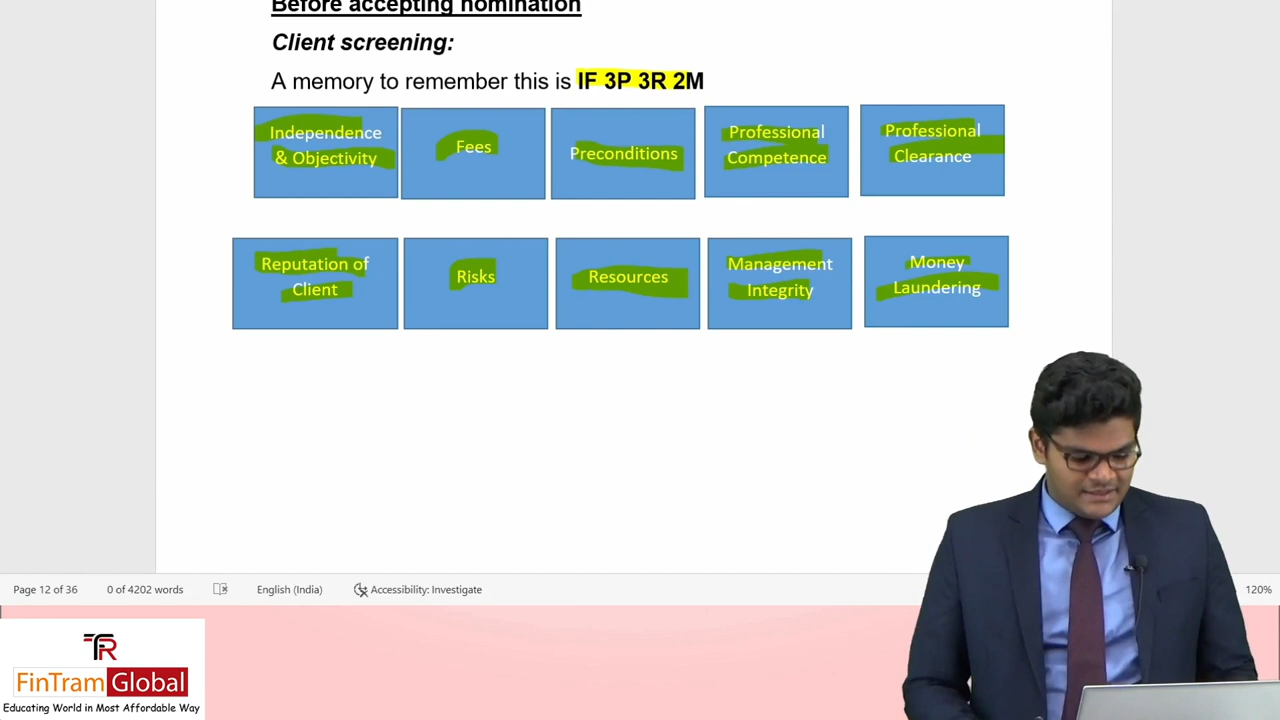 Before accepting nomination
Client screening:
A memory to remember this is IF 3P 3R 2M
Independence
& Objectivity
Fees
Preconditions
Professional
Competence
Professional
Clearance
Reputation of
Client
Risks
Resources
Management
Integrity
Money
Laundering
Page 12 of 36
0 of 4202 words
English (India)
Accessibility: Investigate
120%
FinTram Global
Educating World in Most Affordable Way